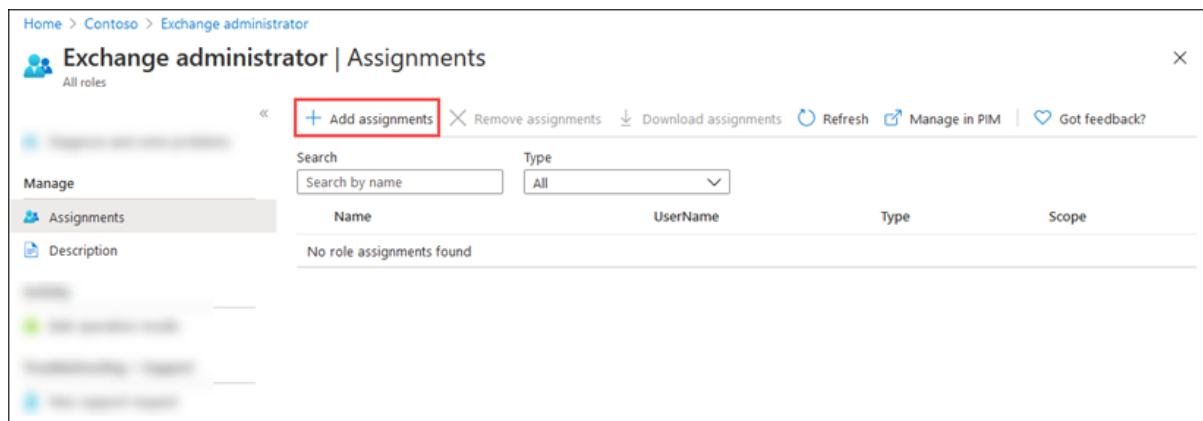 Home > Contoso > Exchange administrator
Exchange administrator | Assignments
All roles
«
Add assignments Remove assignments Download assignments Refresh Manage in PIM Got feedback?
Search Type
Search by name All
Manage
Assignments
Name UserName Type Scope
Description
No role assignments found